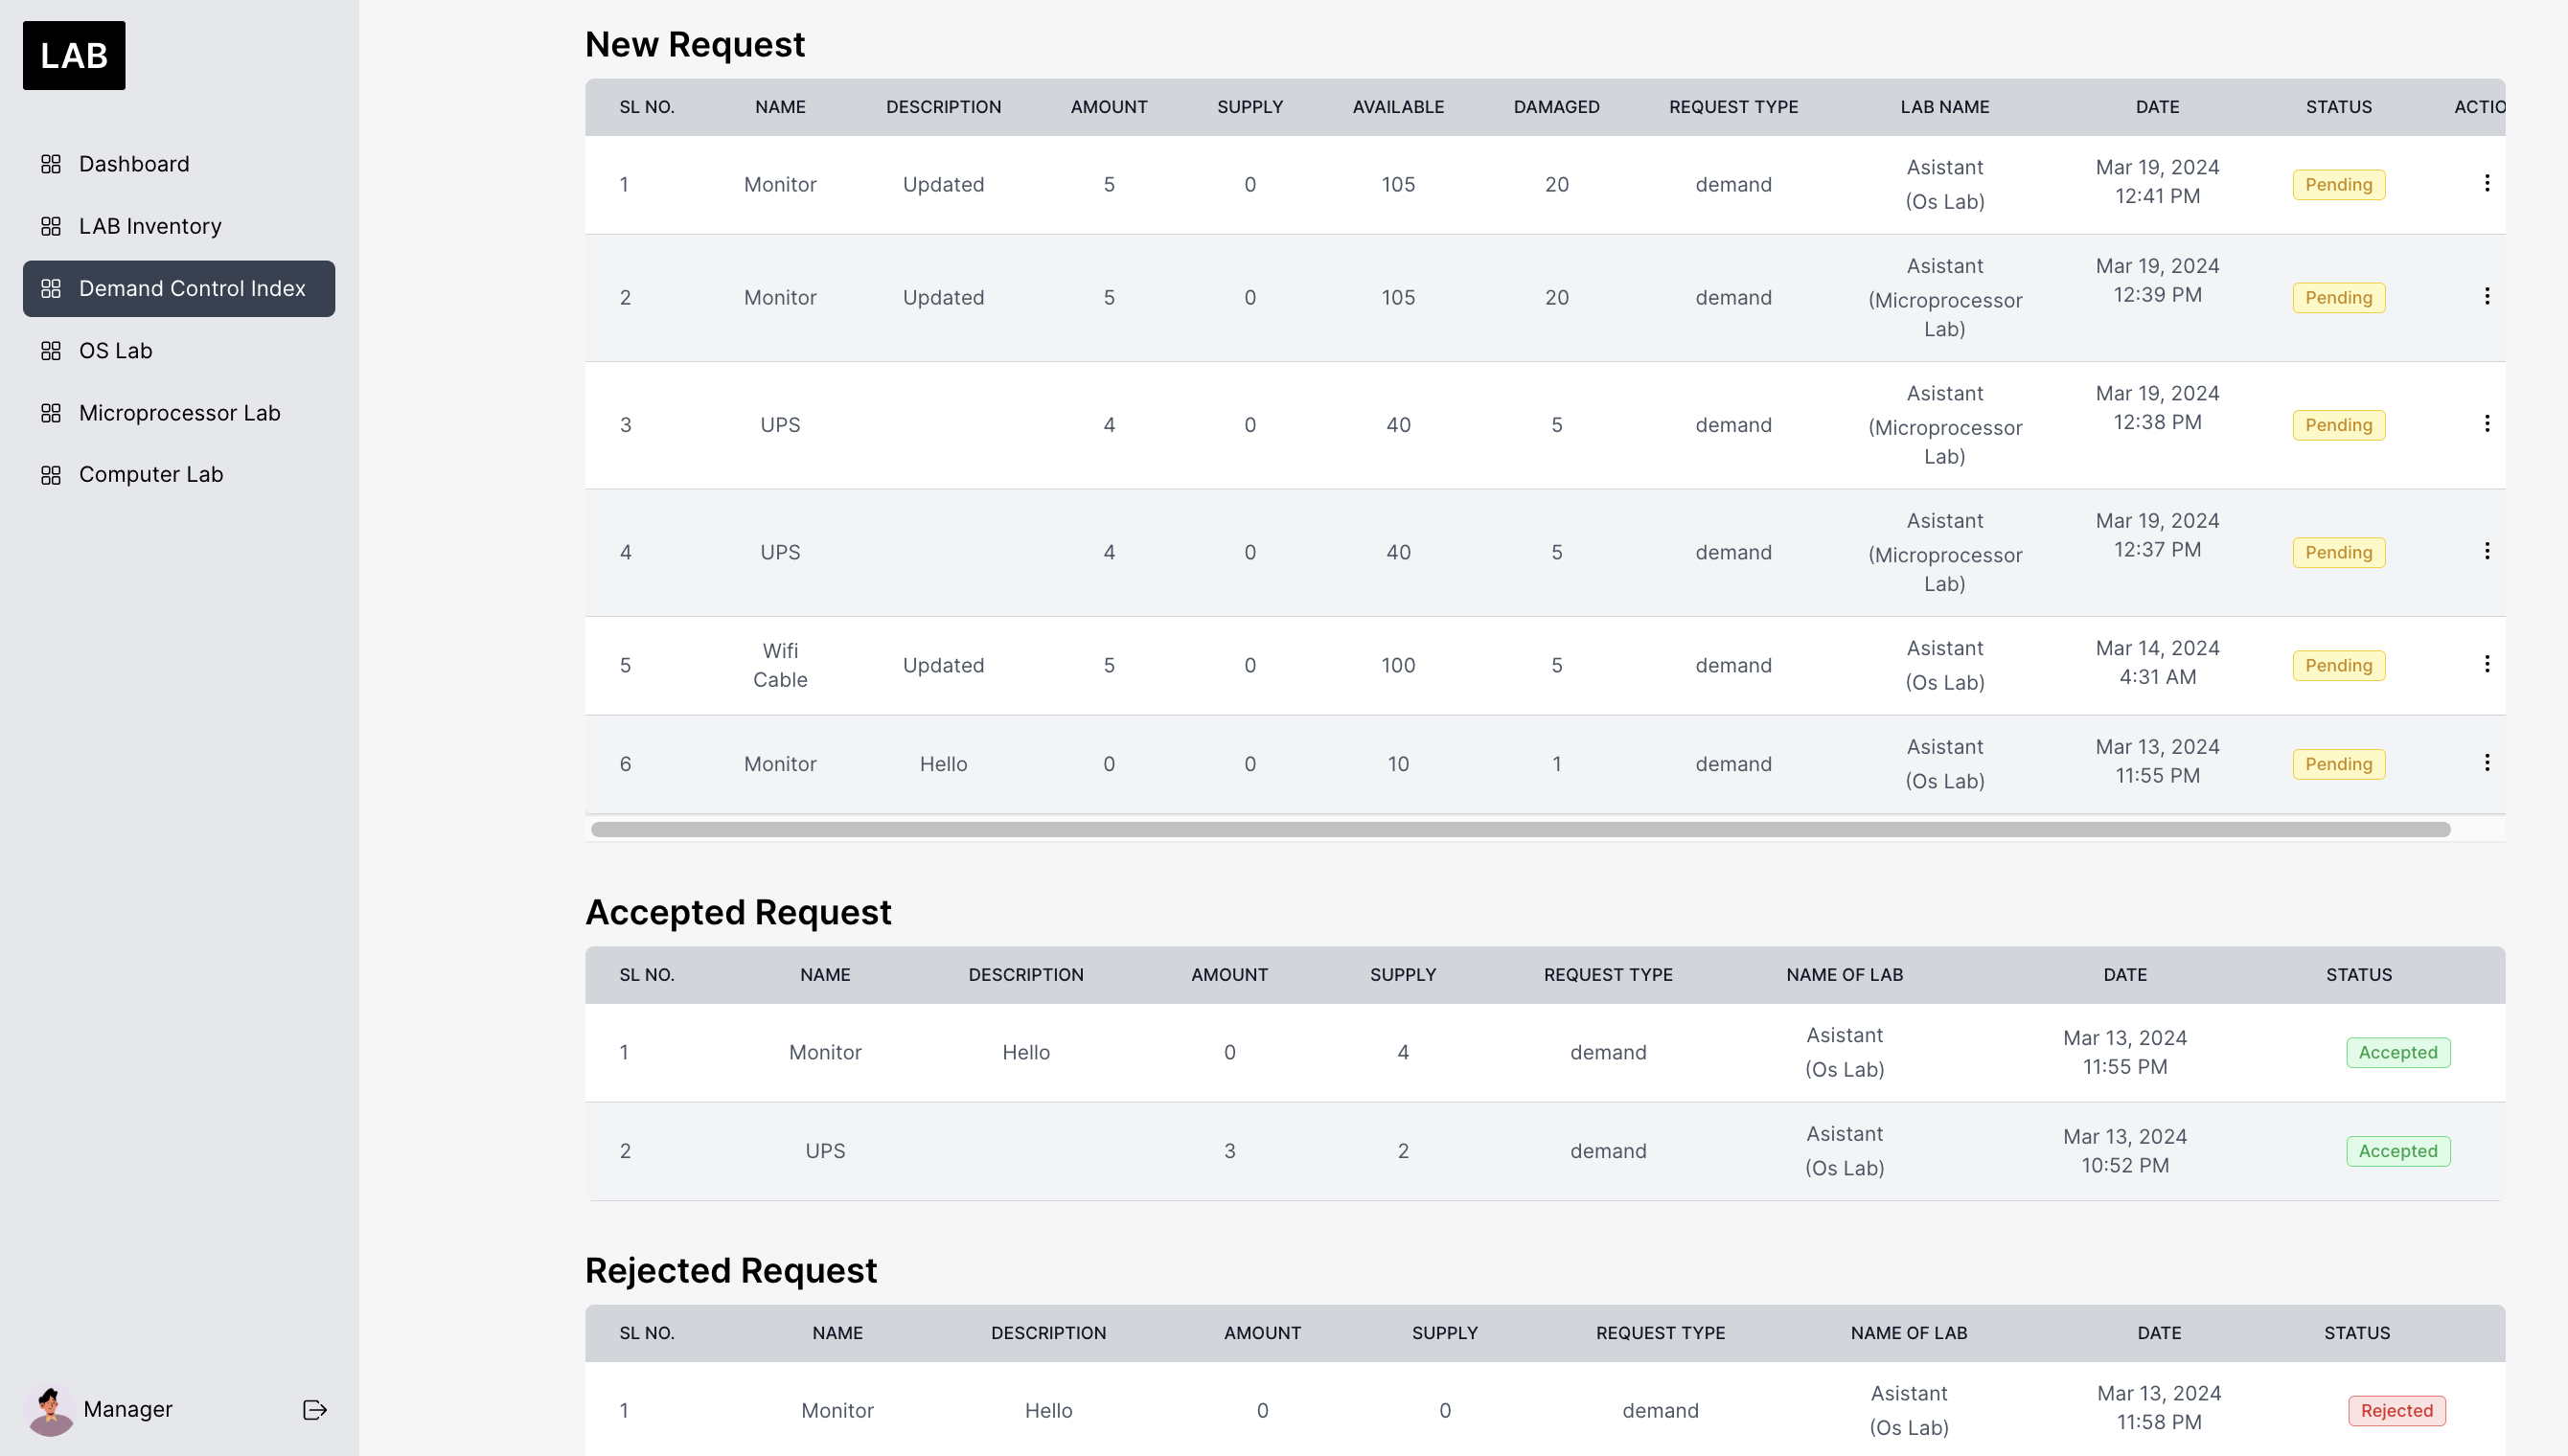 LAB
Dashboard
LAB Inventory
Demand Control Index
OS Lab
Microprocessor Lab
Computer Lab
Manager
New Request
SL NO. NAME DESCRIPTION AMOUNT SUPPLY AVAILABLE DAMAGED REQUEST TYPE LAB NAME DATE STATUS ACTIO
1 Monitor Updated 5 0 105 20 demand Asistant (Os Lab) Mar 19, 2024 12:41 PM Pending
2 Monitor Updated 5 0 105 20 demand Asistant (Microprocessor Lab) Mar 19, 2024 12:39 PM Pending
3 UPS 4 0 40 5 demand Asistant (Microprocessor Lab) Mar 19, 2024 12:38 PM Pending
4 UPS 4 0 40 5 demand Asistant (Microprocessor Lab) Mar 19, 2024 12:37 PM Pending
5 Wifi Cable Updated 5 0 100 5 demand Asistant (Os Lab) Mar 14, 2024 4:31 AM Pending
6 Monitor Hello 0 0 10 1 demand Asistant (Os Lab) Mar 13, 2024 11:55 PM Pending
Accepted Request
SL NO. NAME DESCRIPTION AMOUNT SUPPLY REQUEST TYPE NAME OF LAB DATE STATUS
1 Monitor Hello 0 4 demand Asistant (Os Lab) Mar 13, 2024 11:55 PM Accepted
2 UPS 3 2 demand Asistant (Os Lab) Mar 13, 2024 10:52 PM Accepted
Rejected Request
SL NO. NAME DESCRIPTION AMOUNT SUPPLY REQUEST TYPE NAME OF LAB DATE STATUS
1 Monitor Hello 0 0 demand Asistant (Os Lab) Mar 13, 2024 11:58 PM Rejected